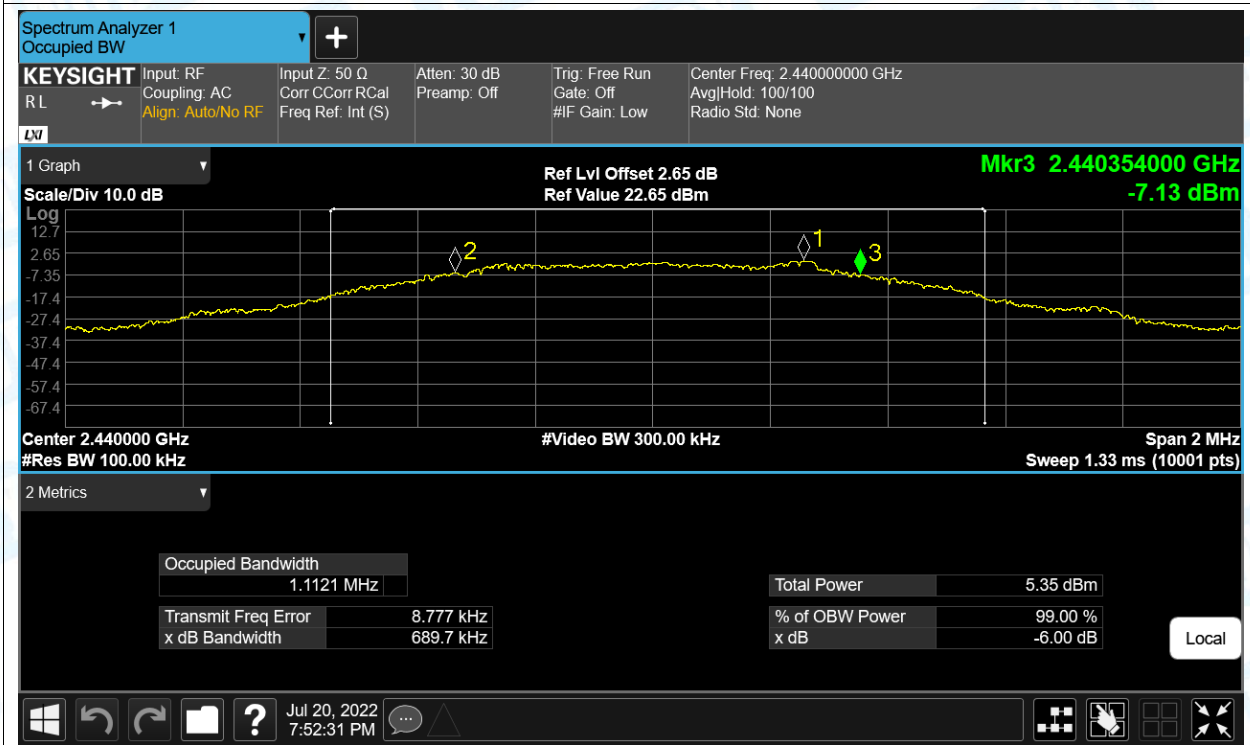 Spectrum Analyzer 1
Occupied BW
+
KEYSIGHT Input: RF Input Z: 50 Ω Atten: 30 dB Trig: Free Run Center Freq: 2.440000000 GHz
R L Coupling: AC Corr CCorr RCal Preamp: Off Gate: Off Avg|Hold: 100/100
Align: Auto/No RF Freq Ref: Int (S) #IF Gain: Low Radio Std: None
LXI
1 Graph Ref Lvl Offset 2.65 dB Mkr3 2.440354000 GHz
Scale/Div 10.0 dB Ref Value 22.65 dBm -7.13 dBm
Log
12.7
2.65
-7.35
-17.4
-27.4
-37.4
-47.4
-57.4
-67.4
2
1
3
Center 2.440000 GHz #Video BW 300.00 kHz Span 2 MHz
#Res BW 100.00 kHz Sweep 1.33 ms (10001 pts)
2 Metrics
Occupied Bandwidth
1.1121 MHz Total Power 5.35 dBm
Transmit Freq Error 8.777 kHz % of OBW Power 99.00 %
x dB Bandwidth 689.7 kHz x dB -6.00 dB
Local
? Jul 20, 2022
7:52:31 PM